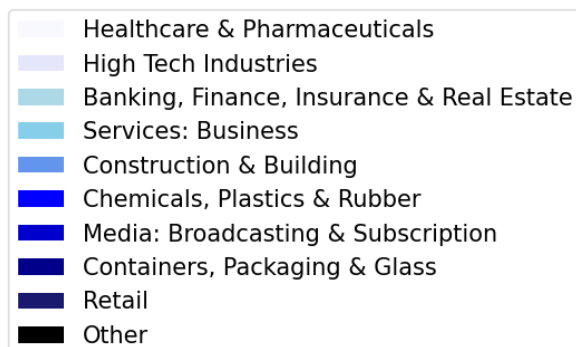 Healthcare & Pharmaceuticals
High Tech Industries
Banking, Finance, Insurance & Real Estate
Services: Business
Construction & Building
Chemicals, Plastics & Rubber
Media: Broadcasting & Subscription
Containers, Packaging & Glass
Retail
Other